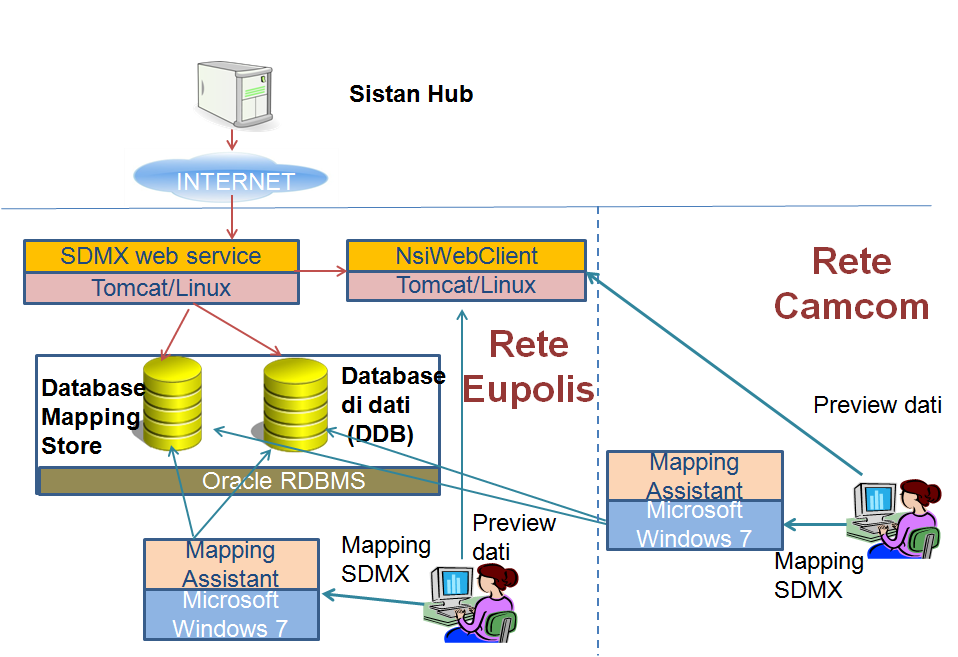 Sistan Hub
INTERNET
SDMX web service
Tomcat/Linux
NsiWebClient
Tomcat/Linux
Rete
Camcom
Rete
Eupolis
Database
Mapping
Store
Database
di dati
(DDB)
Oracle RDBMS
Preview dati
Mapping
Assistant
Microsoft
Windows 7
Mapping
SDMX
Preview
dati
Mapping
SDMX
Mapping
Assistant
Microsoft
Windows 7